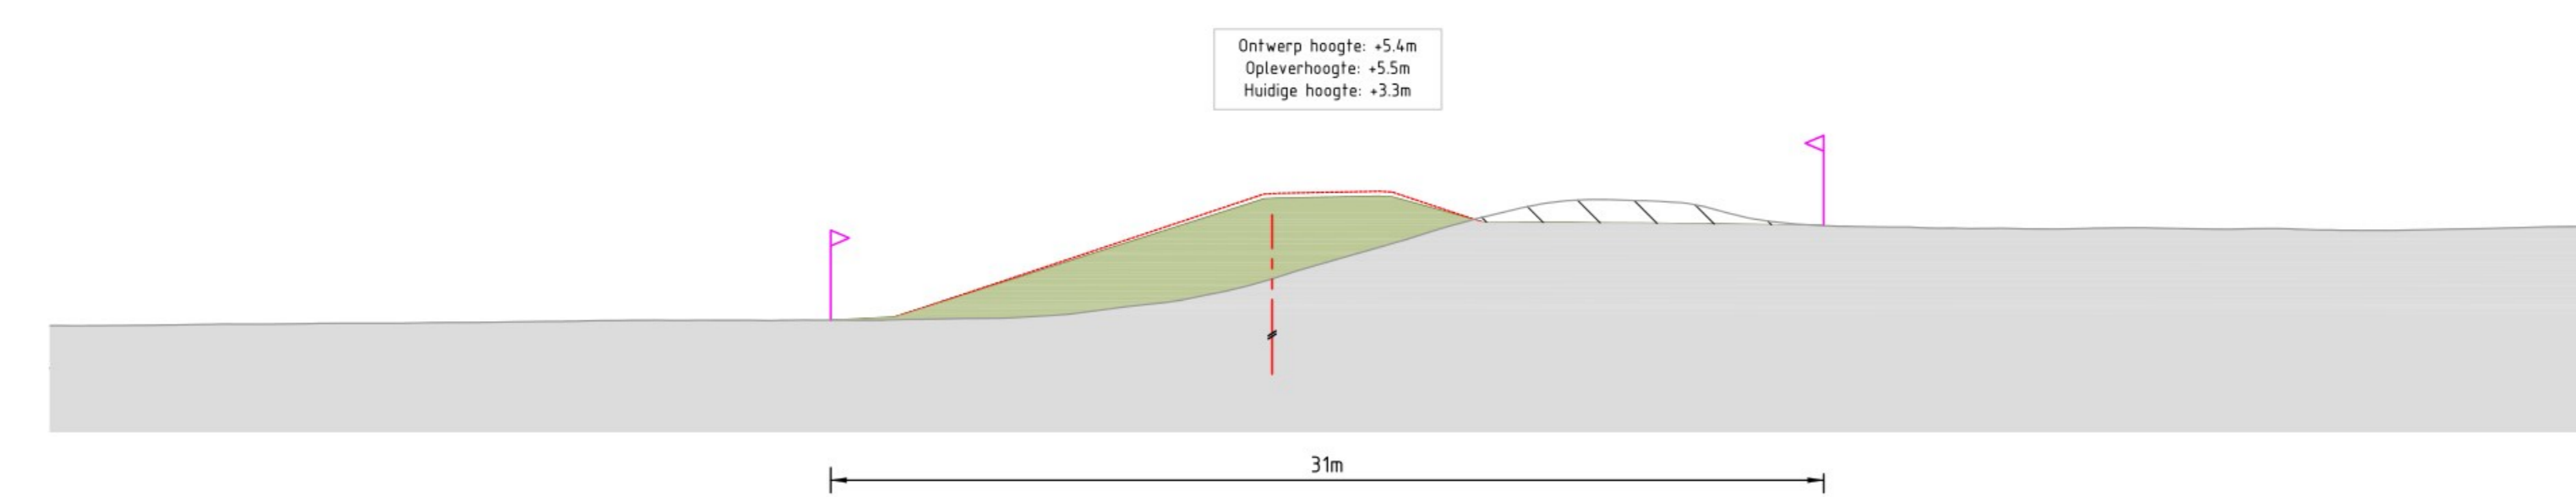 Ontwerp hoogte: +5.4m
Opleverhoogte: +5.5m
Huidige hoogte: +3.3m
31m